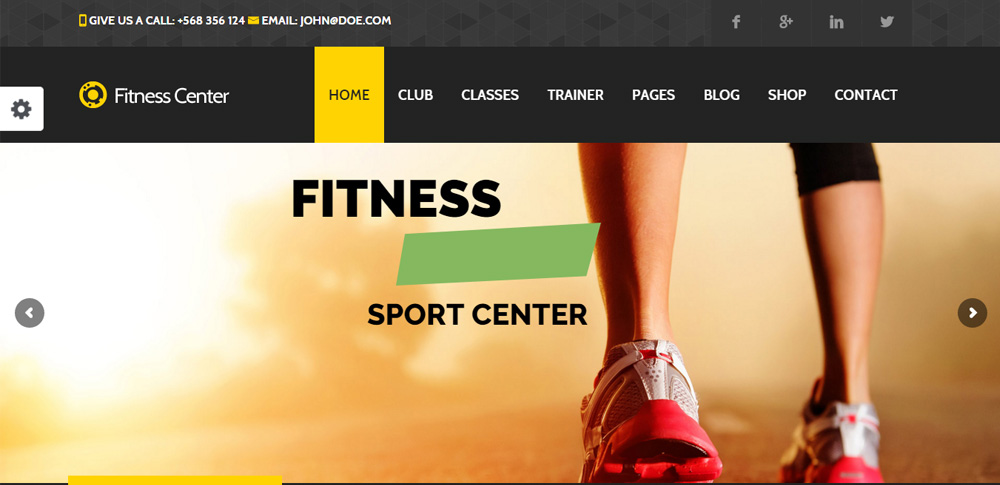 GIVE US A CALL: +568 356 124 EMAIL: JOHN@DOE.COM
Fitness Center
HOME CLUB CLASSES TRAINER PAGES BLOG SHOP CONTACT
FITNESS
SPORT CENTER